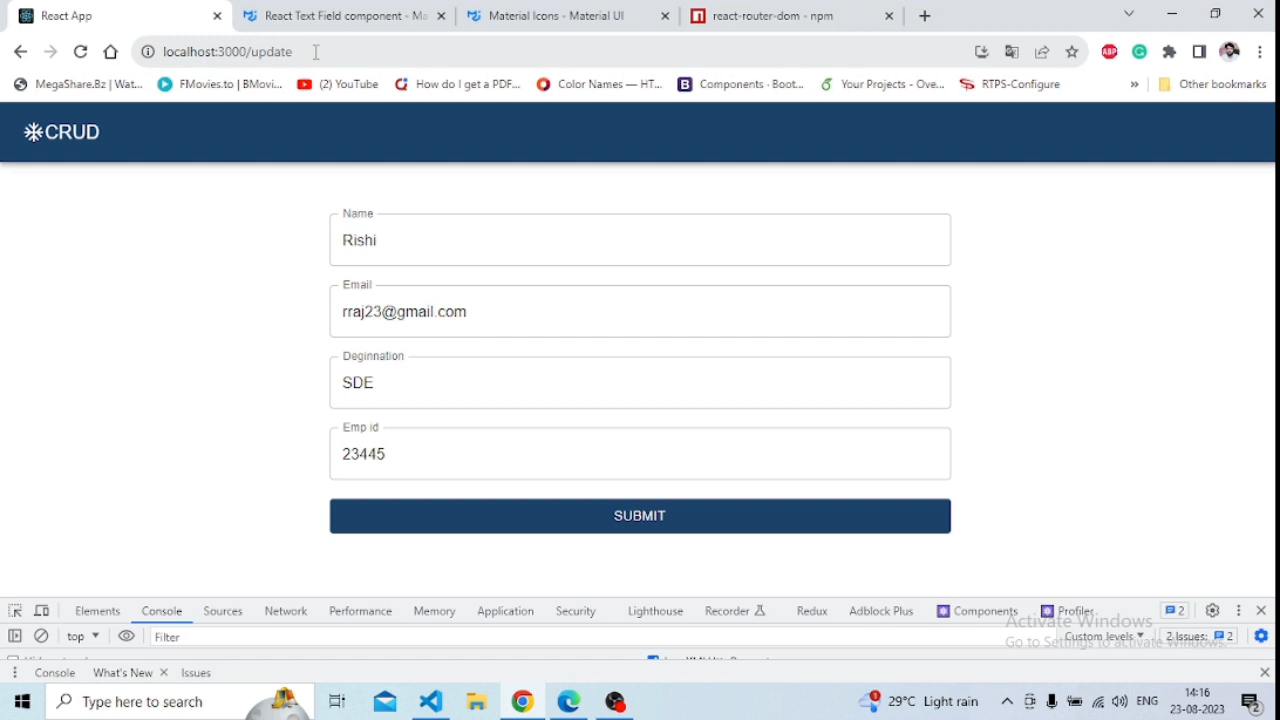 React App
React Text Field component - Ma
Material Icons - Material UI
react-router-dom - npm
localhost:3000/update
MegaShare.Bz | Wat...
FMovies.to | BMovi...
(2) YouTube
How do I get a PDF...
Color Names — HT...
Components · Boot...
Your Projects - Ove...
RTPS-Configure
»
Other bookmarks
CRUD
Name
Rishi
Email
rraj23@gmail.com
Deginnation
SDE
Emp id
23445
SUBMIT
Elements
Console
Sources
Network
Performance
Memory
Application
Security
Lighthouse
Recorder
Redux
Adblock Plus
Components
Profiler
2
Activate Windows
top
Filter
Custom levels
2 Issues:
2
Go to Settings to activate Windows.
Console
What's New
Issues
Type here to search
1
29°C Light rain
ENG
14:16
23-08-2023
2